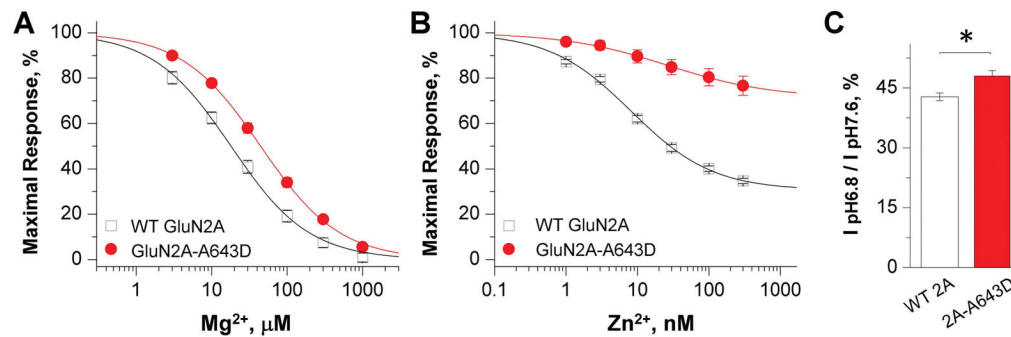 A
Maximal Response, %
100
80
60
40
20
0
WT GluN2A
GluN2A-A643D
1
10
100
1000
Mg²⁺, μM
B
Maximal Response, %
100
80
60
40
20
0
WT GluN2A
GluN2A-A643D
0.1
1
10
100
1000
Zn²⁺, nM
C
*
I pH6.8 / I pH7.6, %
45
30
15
0
WT 2A
2A-A643D